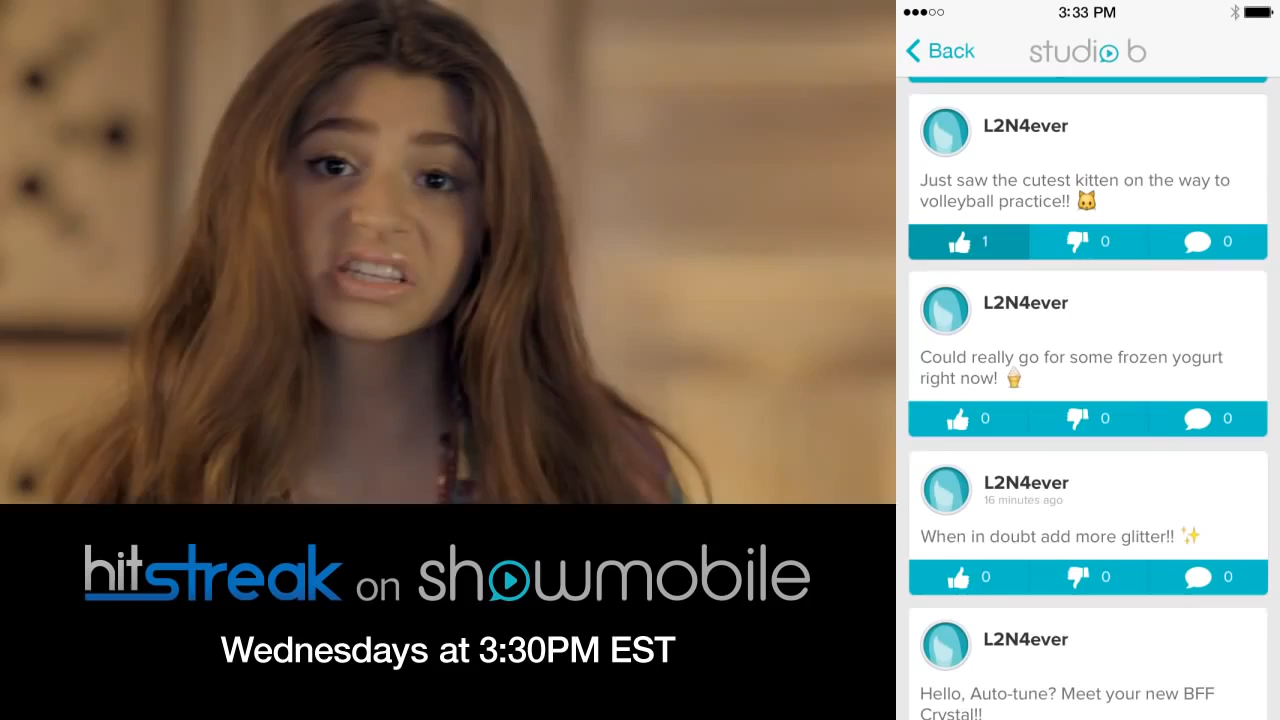 hitstreak on showmobile
Wednesdays at 3:30PM EST
3:33 PM
Back
studio b
L2N4ever
Just saw the cutest kitten on the way to
volleyball practice!! 🐱
1 0 0
L2N4ever
Could really go for some frozen yogurt
right now! 🍦
0 0 0
L2N4ever
16 minutes ago
When in doubt add more glitter!! ✨
0 0 0
L2N4ever
Hello, Auto-tune? Meet your new BFF
Crystal!!